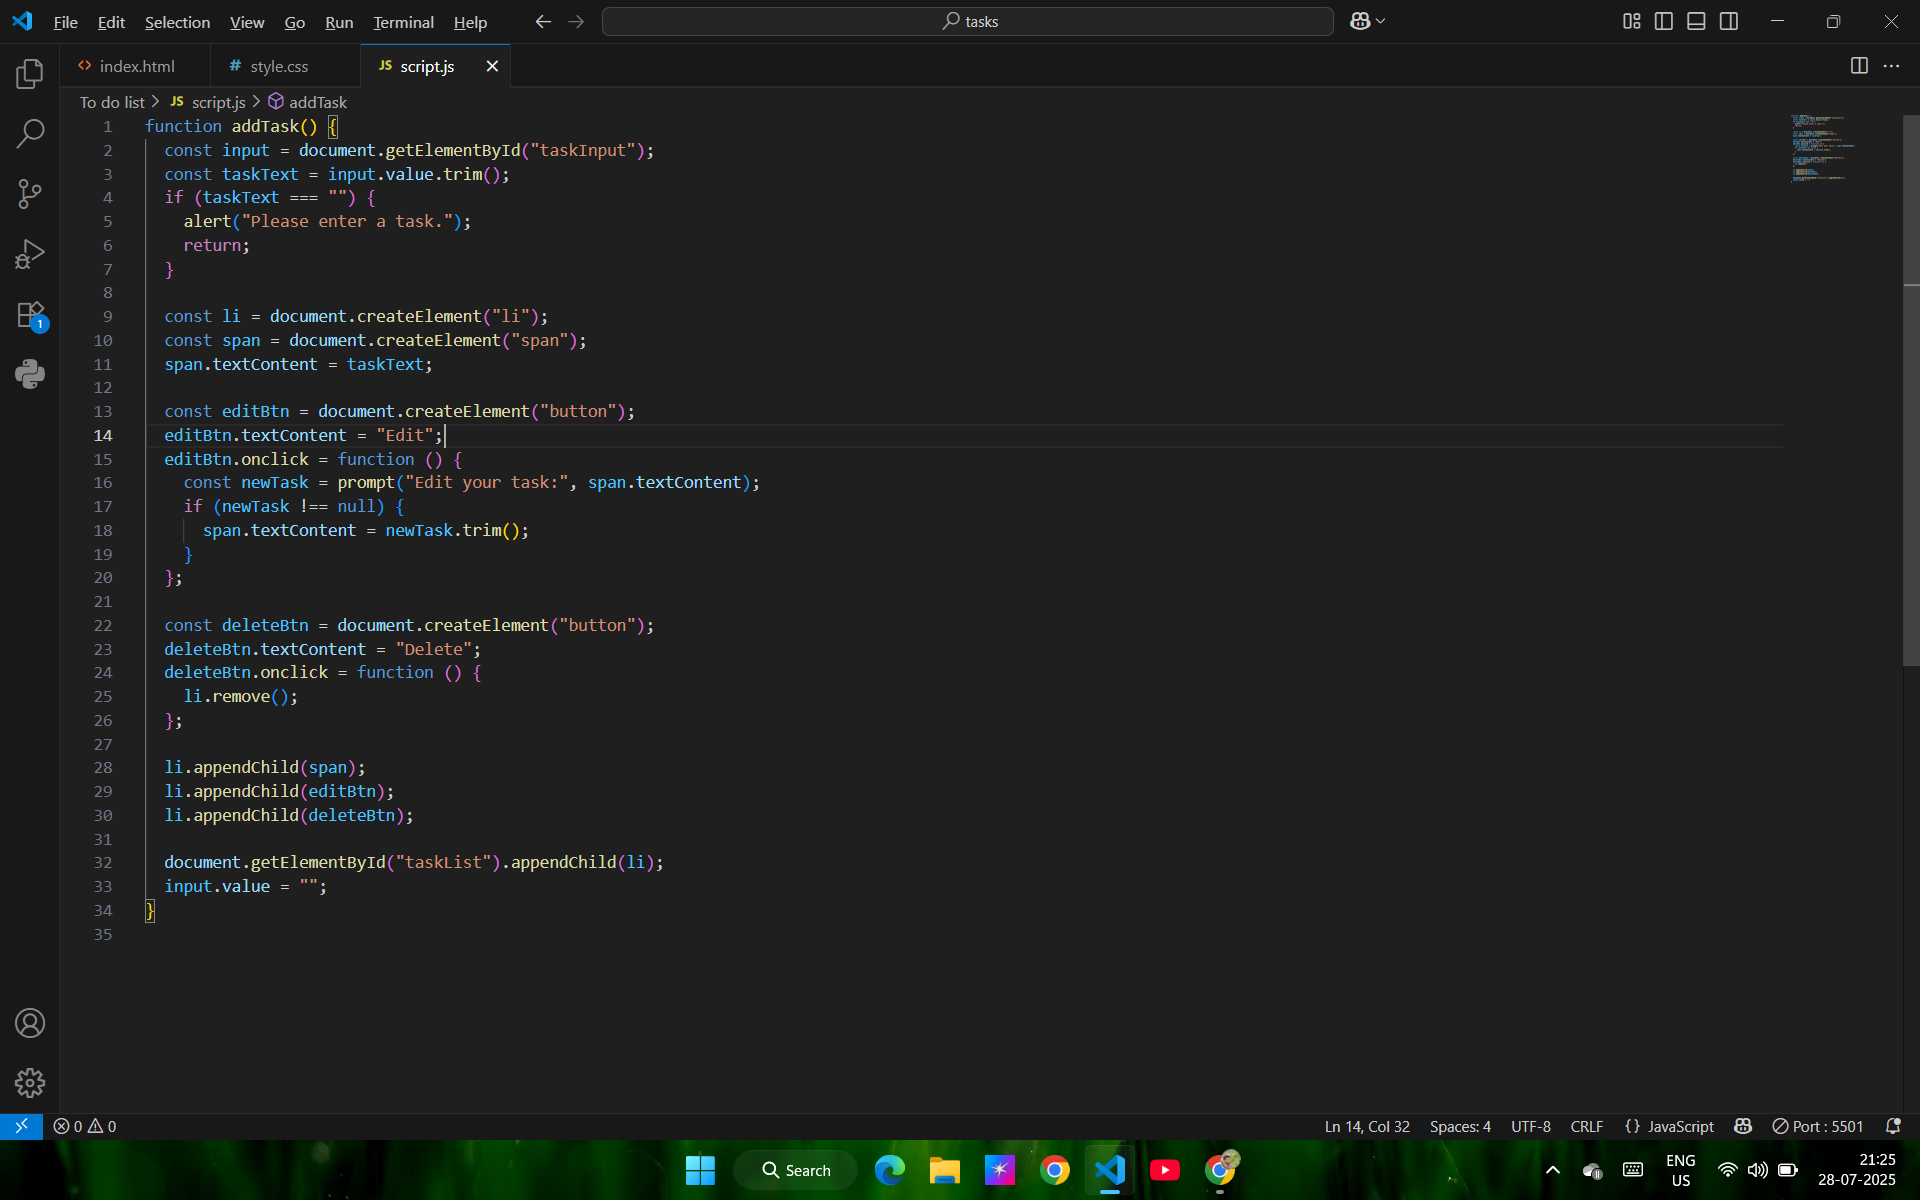 File Edit Selection View Go Run Terminal Help tasks
index.html # style.css JS script.js
To do list > JS script.js > addTask
1 function addTask() {
2 const input = document.getElementById("taskInput");
3 const taskText = input.value.trim();
4 if (taskText === "") {
5 alert("Please enter a task.");
6 return;
7 }
8
9 const li = document.createElement("li");
10 const span = document.createElement("span");
11 span.textContent = taskText;
12
13 const editBtn = document.createElement("button");
14 editBtn.textContent = "Edit";
15 editBtn.onclick = function () {
16 const newTask = prompt("Edit your task:", span.textContent);
17 if (newTask !== null) {
18 span.textContent = newTask.trim();
19 }
20 };
21
22 const deleteBtn = document.createElement("button");
23 deleteBtn.textContent = "Delete";
24 deleteBtn.onclick = function () {
25 li.remove();
26 };
27
28 li.appendChild(span);
29 li.appendChild(editBtn);
30 li.appendChild(deleteBtn);
31
32 document.getElementById("taskList").appendChild(li);
33 input.value = "";
34 }
35
1
0 0 Ln 14, Col 32 Spaces: 4 UTF-8 CRLF {} JavaScript Port : 5501
Search
ENG
US
21:25
28-07-2025